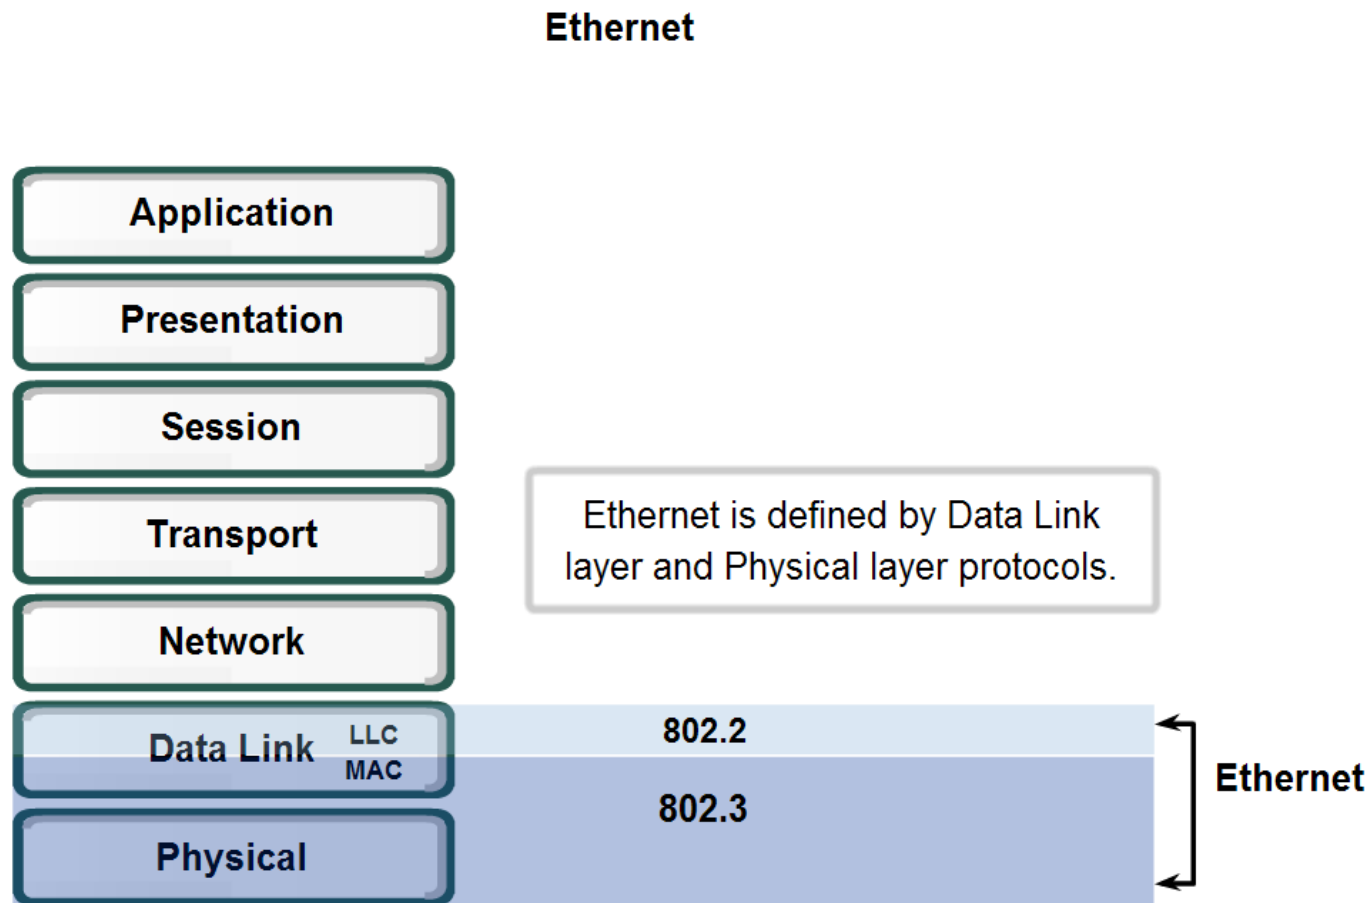 Ethernet
Application
Presentation
Session
Transport
Ethernet is defined by Data Link
layer and Physical layer protocols.
Network
Data Link
LLC
MAC
802.2
802.3
Ethernet
Physical